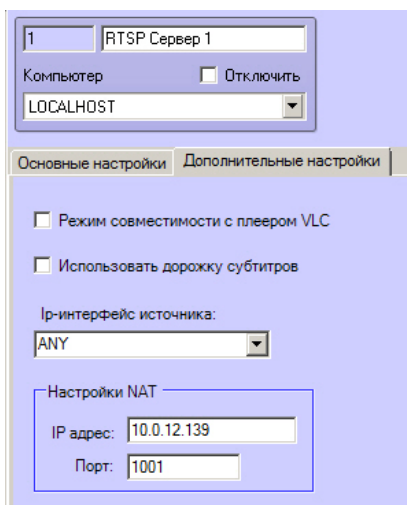 1 RTSP Сервер 1
Компьютер Отключить
LOCALHOST
Основные настройки Дополнительные настройки
Режим совместимости с плеером VLC
Использовать дорожку субтитров
Ip-интерфейс источника:
ANY
Настройки NAT
IP адрес: 10.0.12.139
Порт: 1001